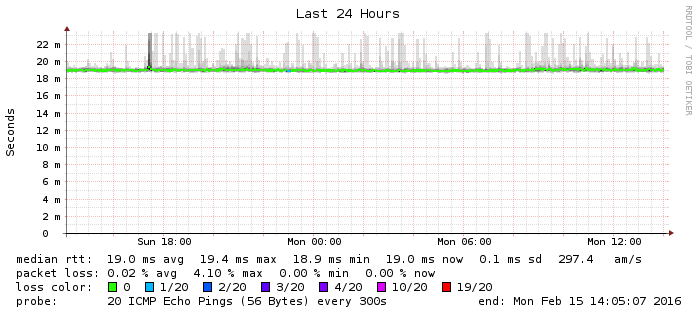 Last 24 Hours
RRDTOOL / TOBI OETIKER
Seconds
22 m
20 m
18 m
16 m
14 m
12 m
10 m
8 m
6 m
4 m
2 m
0
Sun 18:00 Mon 00:00 Mon 06:00 Mon 12:00
median rtt: 19.0 ms avg 19.4 ms max 18.9 ms min 19.0 ms now 0.1 ms sd 297.4 am/s
packet loss: 0.02 % avg 4.10 % max 0.00 % min 0.00 % now
loss color: 0 1/20 2/20 3/20 4/20 10/20 19/20
probe: 20 ICMP Echo Pings (56 Bytes) every 300s end: Mon Feb 15 14:05:07 2016